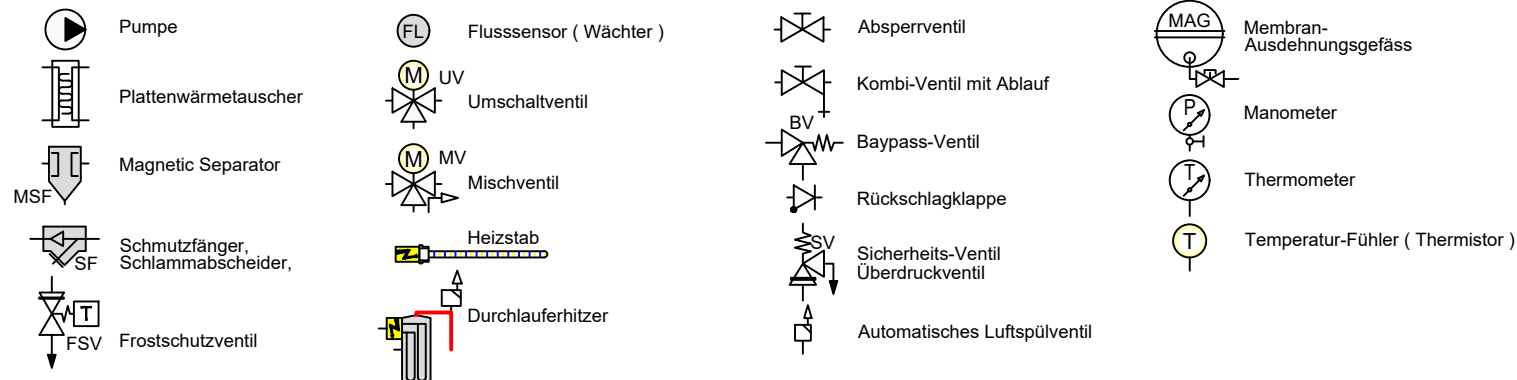 Pumpe
Plattenwärmetauscher
Magnetic Separator
MSF
Schmutzfänger,
Schlammabscheider,
SF
Frostschutzventil
T
FSV
FL
Flusssensor ( Wächter )
M
UV
Umschaltventil
M
MV
Mischventil
Heizstab
Durchlauferhitzer
Absperrventil
Kombi-Ventil mit Ablauf
BV
Baypass-Ventil
Rückschlagklappe
SV
Sicherheits-Ventil
Überdruckventil
Automatisches Luftspülventil
MAG
Membran-
Ausdehnungsgefäss
P
Manometer
T
Thermometer
T
Temperatur-Fühler ( Thermistor )